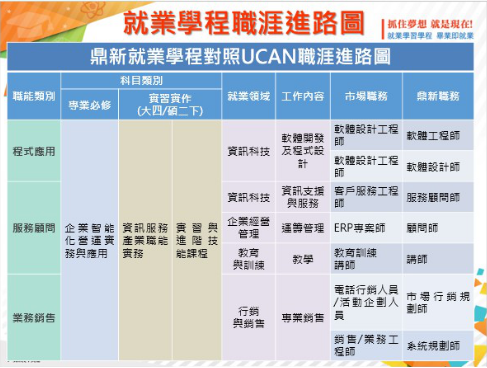 就業學程職涯進路圖
抓住夢想 就是現在!
就業學習學程 畢業即就業
鼎新就業學程對照UCAN職涯進路圖
職能類別
科目類別
專業必修
實習實作
(大四/碩二下)
就業領域
工作內容
市場職務
鼎新職務
程式應用
服務顧問
業務銷售
企業智能
化營運實
務與應用
資訊服務
產業職能
實務
實習與
進階技
能課程
資訊科技
軟體開發
及程式設
計
軟體設計工程
師
軟體工程師
軟體設計工程
師
軟體設計師
資訊科技
資訊支援
與服務
客戶服務工程
師
服務顧問師
企業經營
管理
運籌管理
ERP專案師
顧問師
教育
與訓練
教學
教育訓練
講師
講師
行銷
與銷售
專業銷售
電話行銷人員
/活動企劃人
員
市場行銷規
劃師
銷售/業務工
程師
系統規劃師